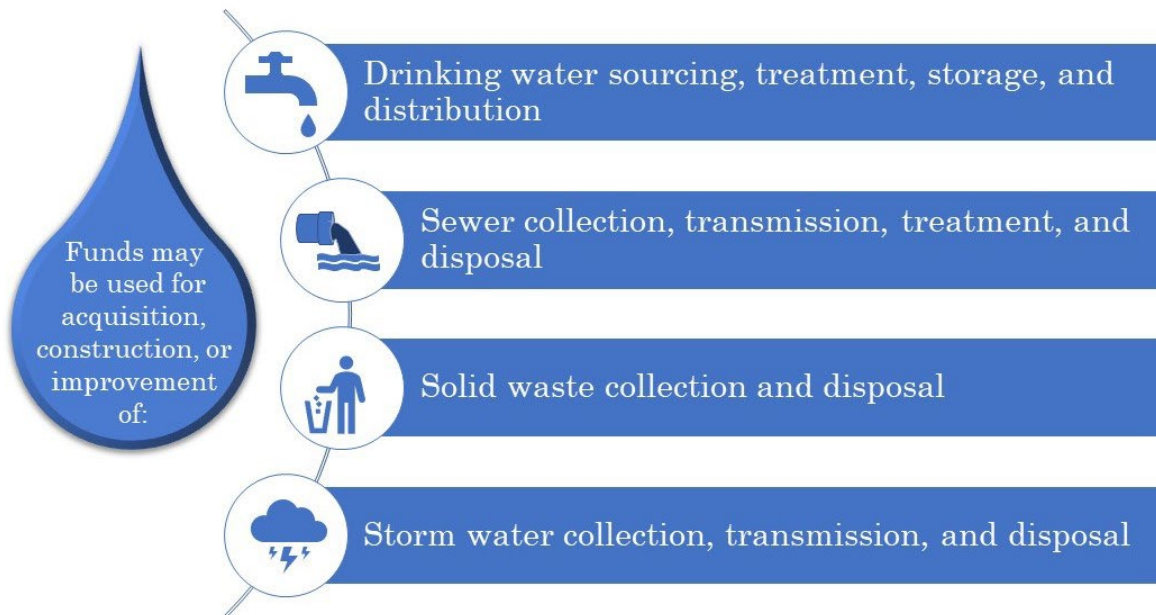 Funds may
be used for
acquisition,
construction, or
improvement
of:
Drinking water sourcing, treatment, storage, and
distribution
Sewer collection, transmission, treatment, and
disposal
Solid waste collection and disposal
Storm water collection, transmission, and disposal